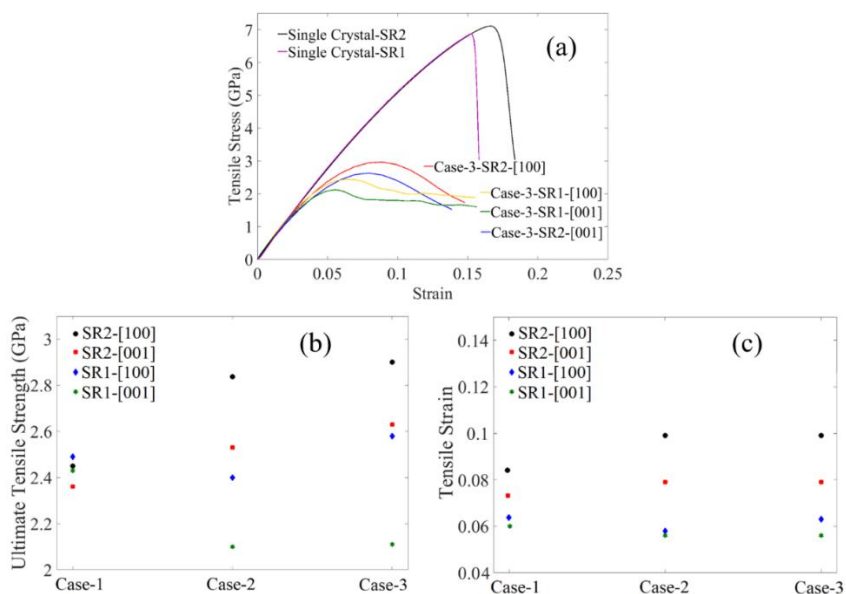 (a)
Single Crystal-SR2
Single Crystal-SR1
Tensile Stress (GPa)
7
6
5
4
3
2
1
0
Case-3-SR2-[100]
Case-3-SR1-[100]
Case-3-SR1-[001]
Case-3-SR2-[001]
0 0.05 0.1 0.15 0.2 0.25
Strain
(b)
SR2-[100]
SR2-[001]
SR1-[100]
SR1-[001]
Ultimate Tensile Strength (GPa)
3
2.8
2.6
2.4
2.2
2
Case-1 Case-2 Case-3
(c)
SR2-[100]
SR2-[001]
SR1-[100]
SR1-[001]
Tensile Strain
0.14
0.12
0.1
0.08
0.06
0.04
Case-1 Case-2 Case-3